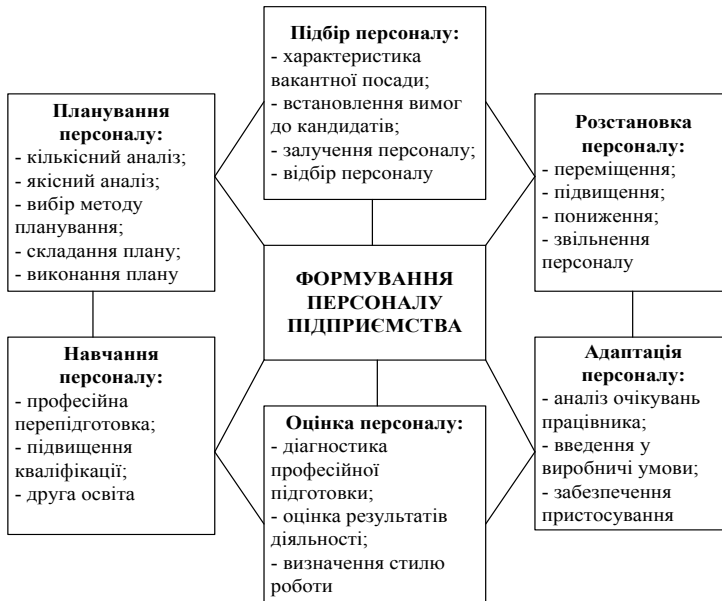 Підбір персоналу:
- характеристика
вакантної посади;
- встановлення вимог
до кандидатів;
- залучення персоналу;
- відбір персоналу
Планування
персоналу:
- кількісний аналіз;
- якісний аналіз;
- вибір методу
планування;
- складання плану;
- виконання плану
Розстановка
персоналу:
- переміщення;
- підвищення;
- пониження;
- звільнення
персоналу
ФОРМУВАННЯ
ПЕРСОНАЛУ
ПІДПРИЄМСТВА
Навчання
персоналу:
- професійна
перепідготовка;
- підвищення
кваліфікації;
- друга освіта
Оцінка персоналу:
- діагностика
професійної
підготовки;
- оцінка результатів
діяльності;
- визначення стилю
роботи
Адаптація
персоналу:
- аналіз очікувань
працівника;
- введення у
виробничі умови;
- забезпечення
пристосування